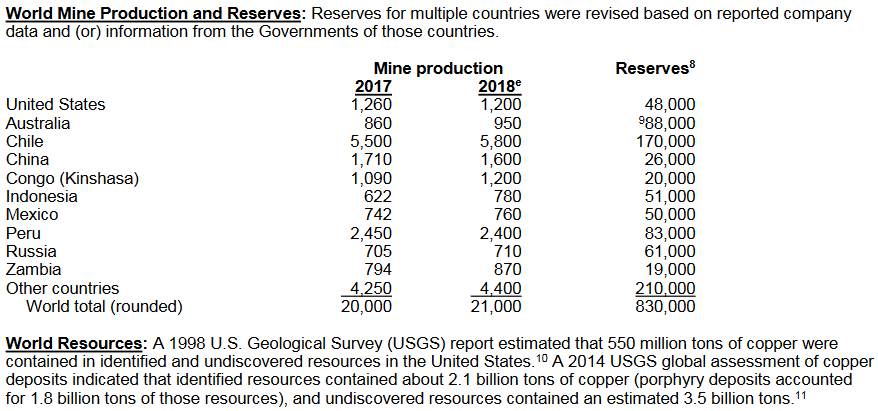 World Mine Production and Reserves: Reserves for multiple countries were revised based on reported company
data and (or) information from the Governments of those countries.
Mine production Reserves⁸
2017 2018ᵉ
United States 1,260 1,200 48,000
Australia 860 950 ⁹88,000
Chile 5,500 5,800 170,000
China 1,710 1,600 26,000
Congo (Kinshasa) 1,090 1,200 20,000
Indonesia 622 780 51,000
Mexico 742 760 50,000
Peru 2,450 2,400 83,000
Russia 705 710 61,000
Zambia 794 870 19,000
Other countries 4,250 4,400 210,000
World total (rounded) 20,000 21,000 830,000
World Resources: A 1998 U.S. Geological Survey (USGS) report estimated that 550 million tons of copper were
contained in identified and undiscovered resources in the United States.¹⁰ A 2014 USGS global assessment of copper
deposits indicated that identified resources contained about 2.1 billion tons of copper (porphyry deposits accounted
for 1.8 billion tons of those resources), and undiscovered resources contained an estimated 3.5 billion tons.¹¹